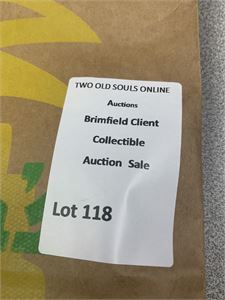 TWO OLD SOULS ONLINE
Auctions
Brimfield Client
Collectible
Auction Sale
Lot 118